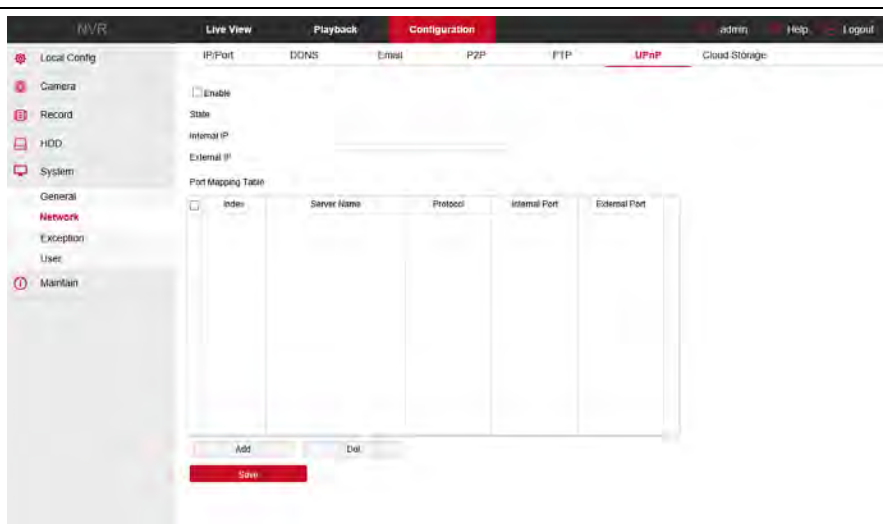 NVR Live View Playback Configuration admin Help Logout
Local Config IP/Port DDNS Email P2P FTP UPnP Cloud Storage
Camera
Enable
Record
State
Internal IP
HDD
External IP
System
Port Mapping Table
General
Index Server Name Protocol Internal Port External Port
Network
Exception
User
Maintain
Add Del
Save